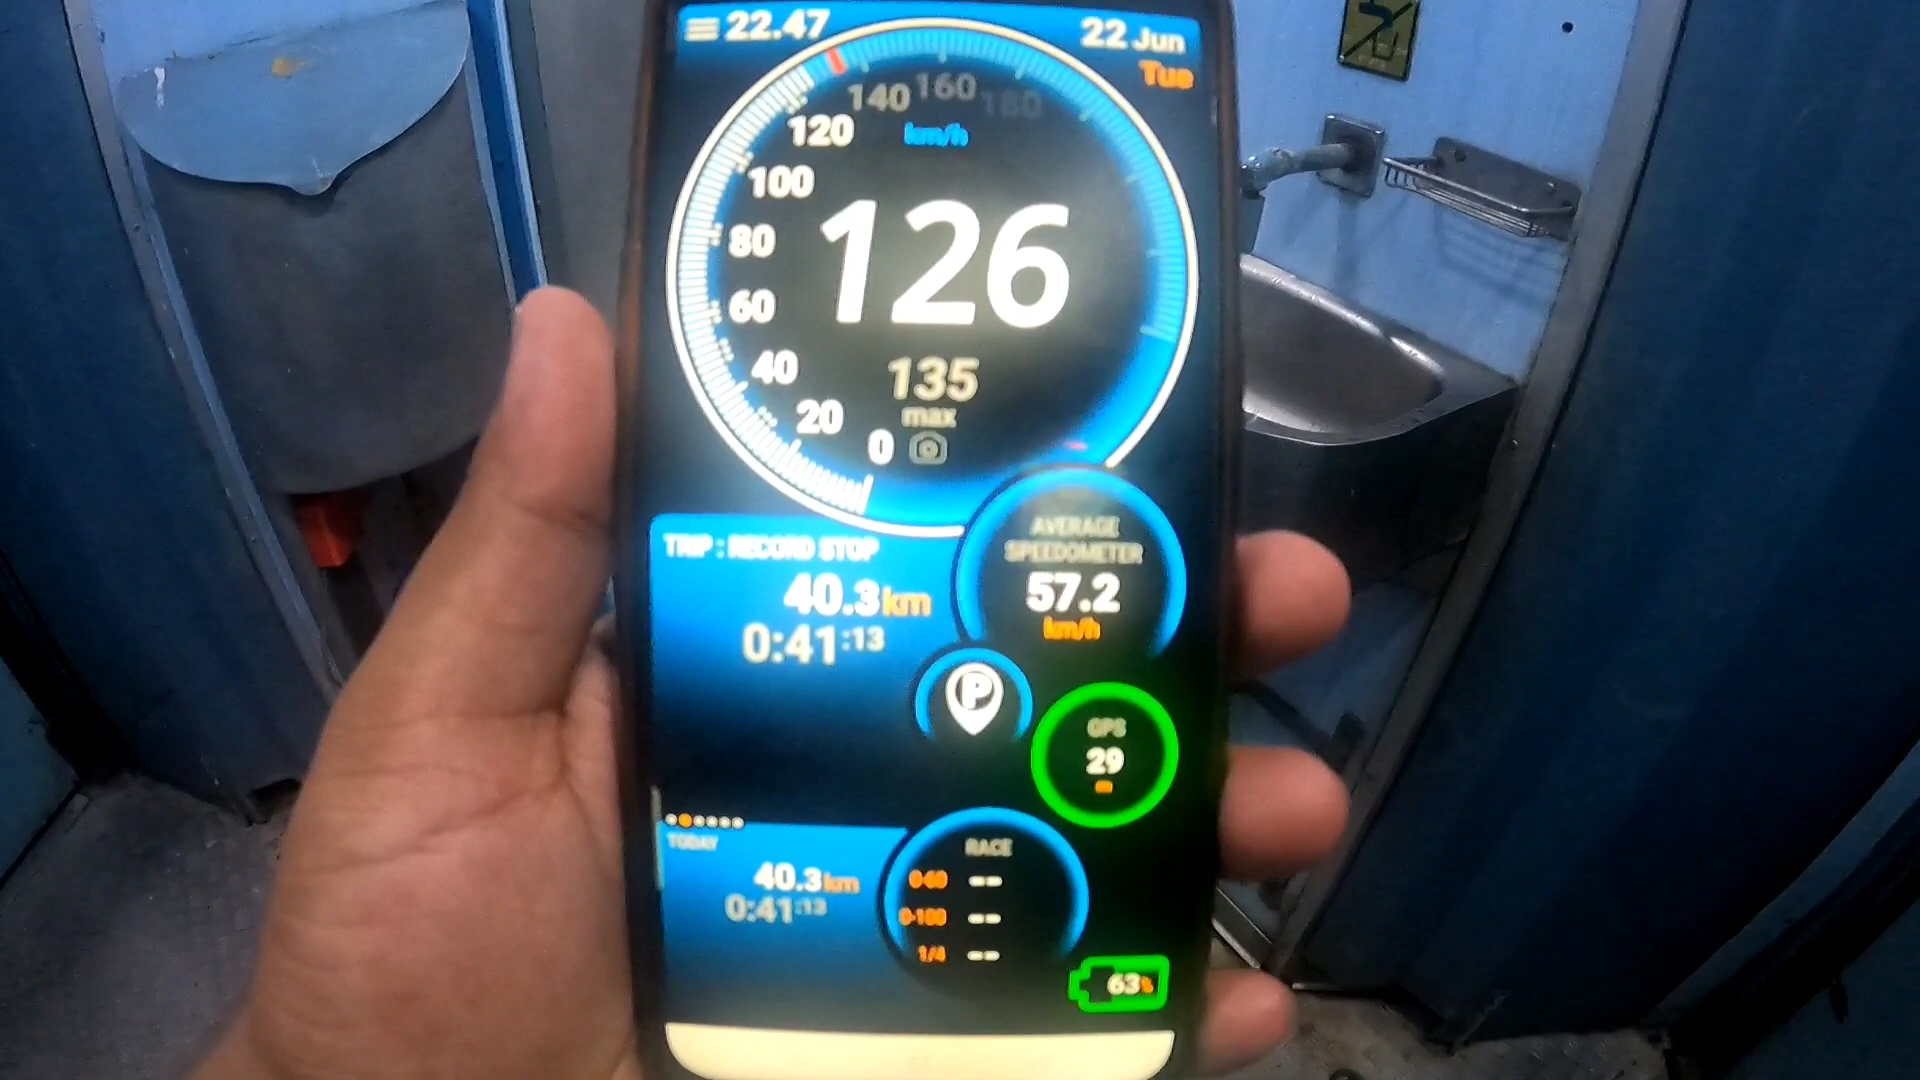 22.47
22 Jun
Tue
140 160 180
120 km/h
100
80
126
60
40
135
20
max
0
AVERAGE
SPEEDOMETER
57.2
km/h
TRIP : RECORD STOP
40.3km
0:41:13
P
GPS
29
m
TODAY
40.3km
0:41:13
RACE
0-60 --
0-100 --
1/4 --
63%